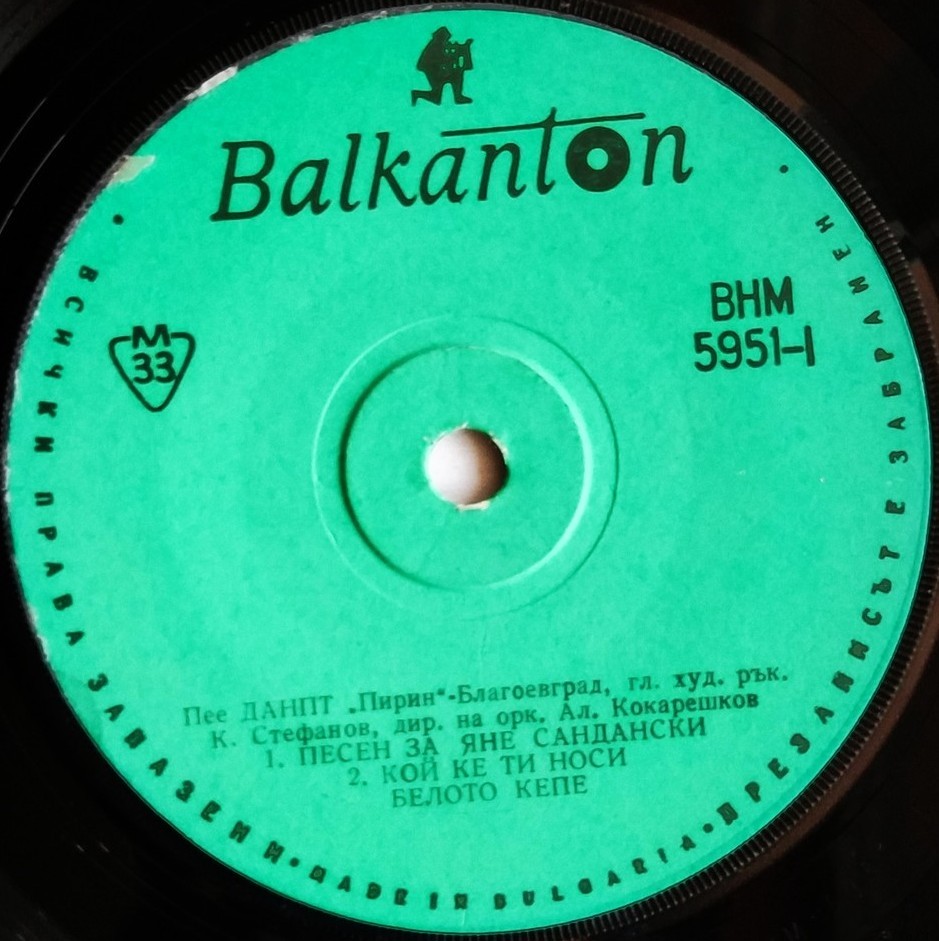 Balkanton
ВНМ
5951-I
M
33
Пее ДАНПТ „Пирин“-Благоевград, гл. худ. рък.
К. Стефанов, дир. на орк. Ал. Кокарешков
1. ПЕСЕН ЗА ЯНЕ САНДАНСКИ
2. КОЙ КЕ ТИ НОСИ
БЕЛОТО КЕПЕ
• ВСИЧКИ ПРАВА ЗАПАЗЕНИ • MADE IN BULGARIA • ПРЕЗАПИСЪТ Е ЗАБРАНЕН •